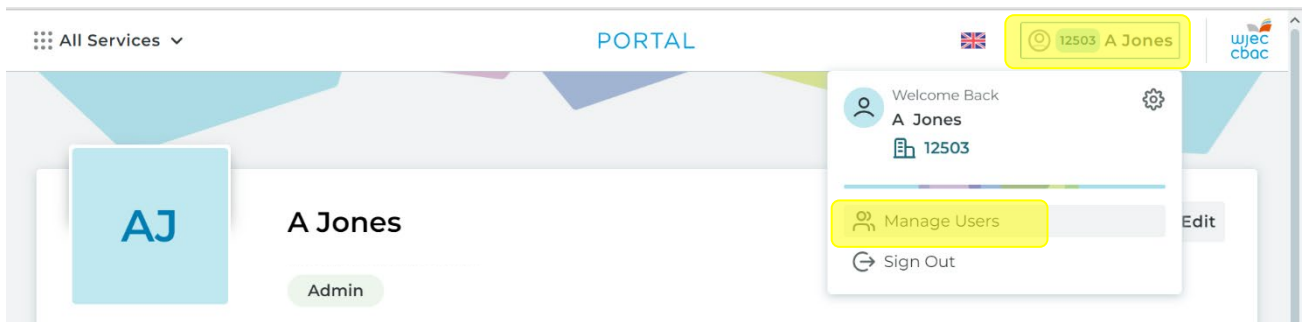 All Services
PORTAL
12503 A Jones
wjec
cbac
Welcome Back
A Jones
12503
AJ
A Jones
Admin
Manage Users
Edit
Sign Out